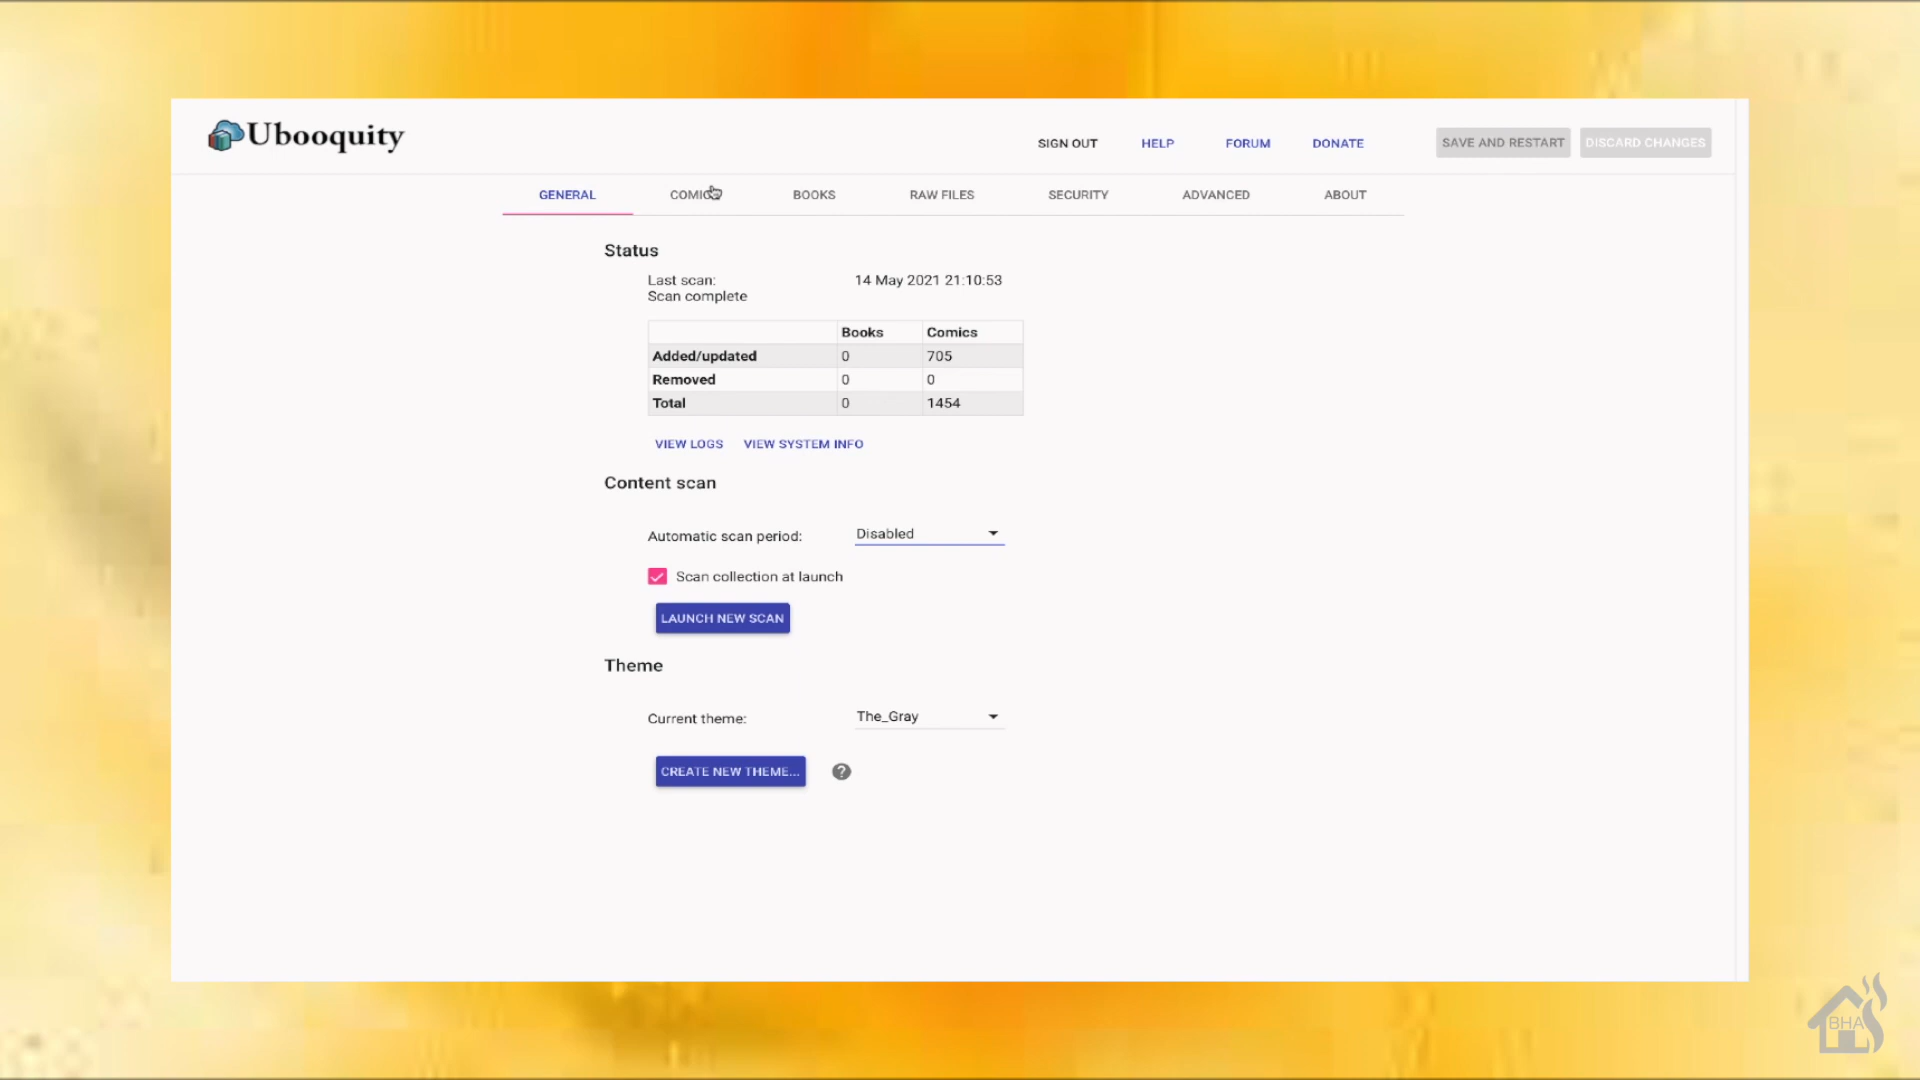 Ubooquity
SIGN OUT HELP FORUM DONATE SAVE AND RESTART DISCARD CHANGES
GENERAL COMICS BOOKS RAW FILES SECURITY ADVANCED ABOUT
Status
Last scan: 14 May 2021 21:10:53
Scan complete
Books Comics
Added/updated 0 705
Removed 0 0
Total 0 1454
VIEW LOGS VIEW SYSTEM INFO
Content scan
Automatic scan period: Disabled
Scan collection at launch
LAUNCH NEW SCAN
Theme
Current theme: The_Gray
CREATE NEW THEME... ?
BHA